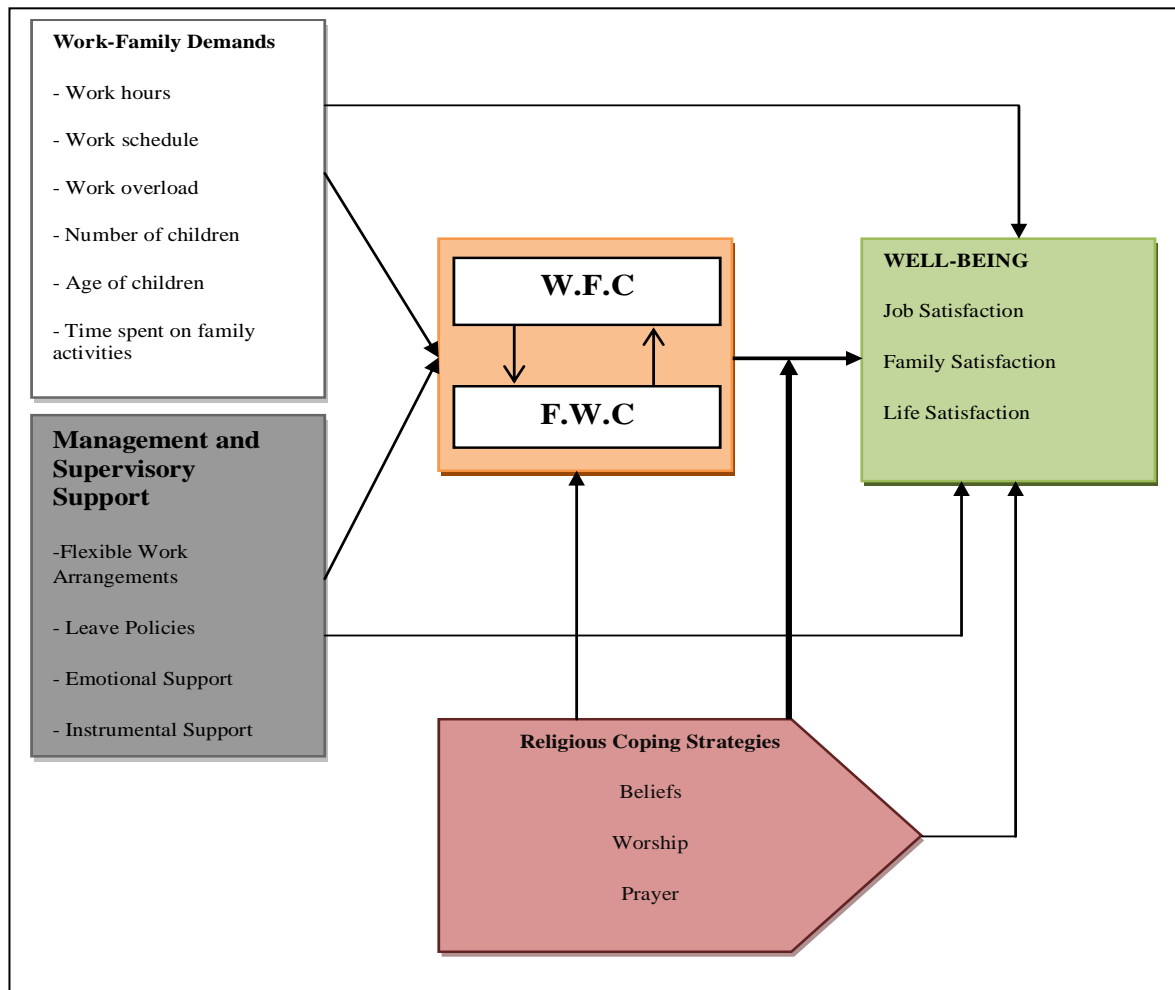 Work-Family Demands
- Work hours
- Work schedule
- Work overload
- Number of children
- Age of children
- Time spent on family
activities
Management and
Supervisory
Support
-Flexible Work
Arrangements
- Leave Policies
- Emotional Support
- Instrumental Support
W.F.C
F.W.C
WELL-BEING
Job Satisfaction
Family Satisfaction
Life Satisfaction
Religious Coping Strategies
Beliefs
Worship
Prayer